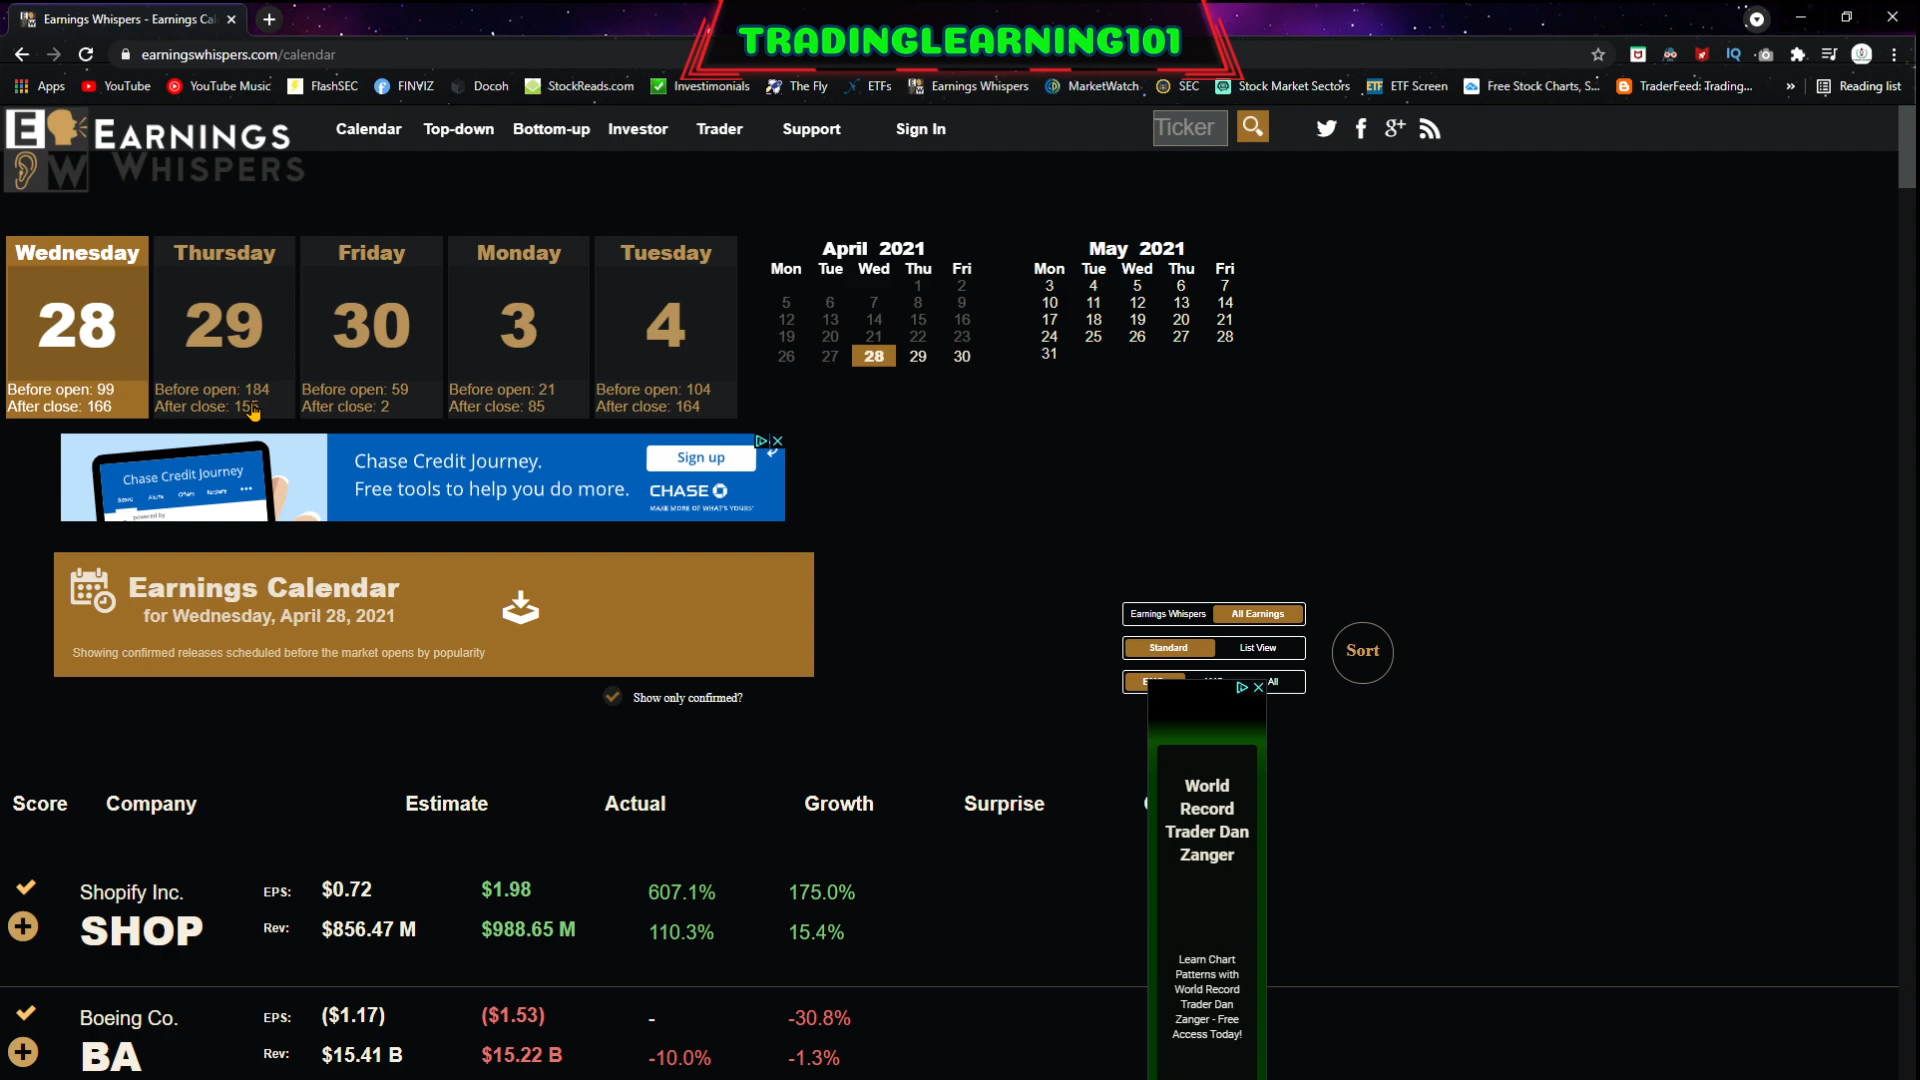 Earnings Whispers - Earnings Cal
TRADINGLEARNING101
earningswhispers.com/calendar
IQ
Apps YouTube YouTube Music FlashSEC FINVIZ Docoh StockReads.com Investimonials The Fly ETFs Earnings Whispers MarketWatch SEC Stock Market Sectors ETF ETF Screen Free Stock Charts, S... TraderFeed: Trading... » Reading list
E W EARNINGS
WHISPERS
Calendar Top-down Bottom-up Investor Trader Support Sign In Ticker
Wednesday Thursday Friday Monday Tuesday
28 29 30 3 4
Before open: 99 Before open: 184 Before open: 59 Before open: 21 Before open: 104
After close: 166 After close: 155 After close: 2 After close: 85 After close: 164
April 2021
Mon Tue Wed Thu Fri
1 2
5 6 7 8 9
12 13 14 15 16
19 20 21 22 23
26 27 28 29 30
May 2021
Mon Tue Wed Thu Fri
3 4 5 6 7
10 11 12 13 14
17 18 19 20 21
24 25 26 27 28
31
Chase Credit Journey
Chase Credit Journey.
Free tools to help you do more.
Sign up
CHASE
MAKE MORE OF WHAT'S YOURS
Earnings Calendar
for Wednesday, April 28, 2021
Showing confirmed releases scheduled before the market opens by popularity
Show only confirmed?
Earnings Whispers All Earnings
Standard List View
All
Sort
Score Company Estimate Actual Growth Surprise
Shopify Inc. EPS: $0.72 $1.98 607.1% 175.0%
SHOP Rev: $856.47 M $988.65 M 110.3% 15.4%
Boeing Co. EPS: ($1.17) ($1.53) - -30.8%
BA Rev: $15.41 B $15.22 B -10.0% -1.3%
World
Record
Trader Dan
Zanger
Learn Chart
Patterns with
World Record
Trader Dan
Zanger - Free
Access Today!